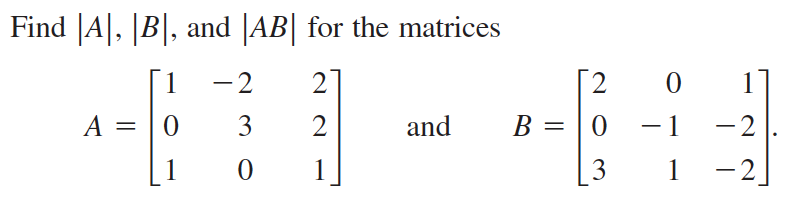 Find |A|, |B|, and |AB| for the matrices
A = [1 −2 2 and B = [2 0 1
0 3 2 0 −1 −2
1 0 1] 3 1 −2].